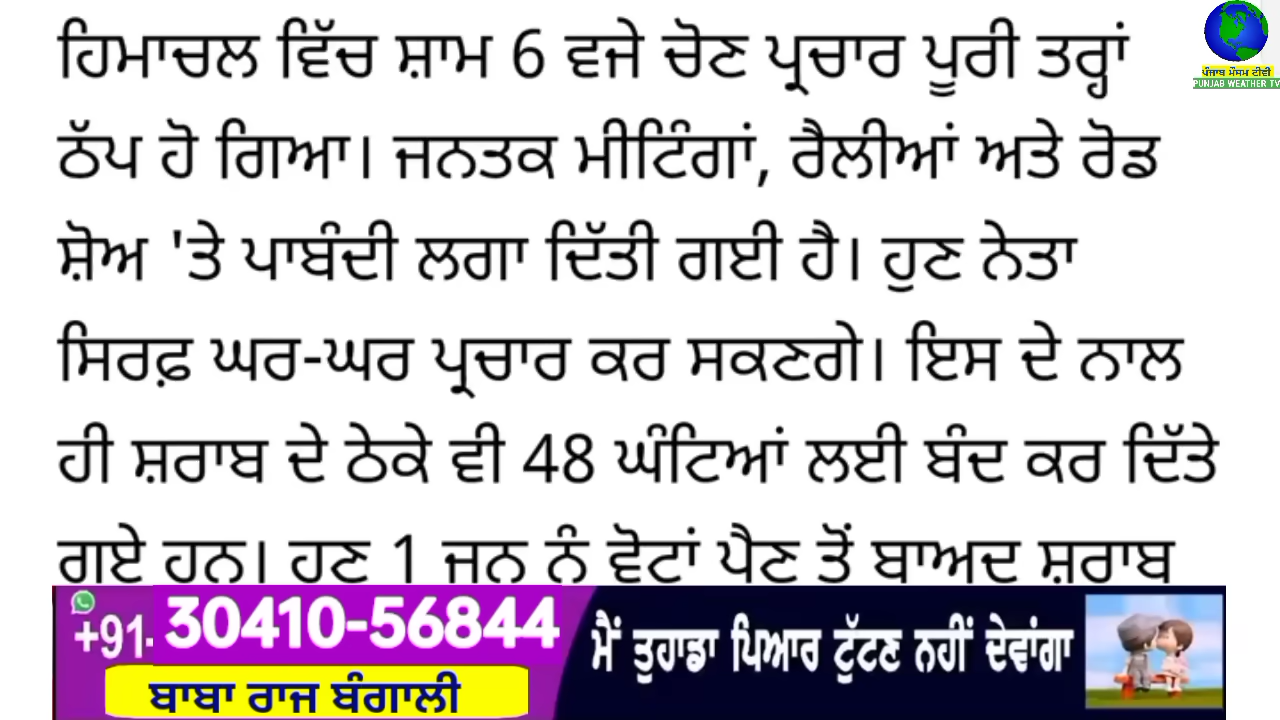 ਹਿਮਾਚਲ ਵਿੱਚ ਸ਼ਾਮ 6 ਵਜੇ ਚੋਣ ਪ੍ਰਚਾਰ ਪੂਰੀ ਤਰ੍ਹਾਂ
ਠੱਪ ਹੋ ਗਿਆ। ਜਨਤਕ ਮੀਟਿੰਗਾਂ, ਰੈਲੀਆਂ ਅਤੇ ਰੋਡ
ਸ਼ੋਅ 'ਤੇ ਪਾਬੰਦੀ ਲਗਾ ਦਿੱਤੀ ਗਈ ਹੈ। ਹੁਣ ਨੇਤਾ
ਸਿਰਫ਼ ਘਰ-ਘਰ ਪ੍ਰਚਾਰ ਕਰ ਸਕਣਗੇ। ਇਸ ਦੇ ਨਾਲ
ਹੀ ਸ਼ਰਾਬ ਦੇ ਠੇਕੇ ਵੀ 48 ਘੰਟਿਆਂ ਲਈ ਬੰਦ ਕਰ ਦਿੱਤੇ
ਗਏ ਹਨ। ਹੁਣ 1 ਜੂਨ ਨੂੰ ਵੋਟਾਂ ਪੈਣ ਤੋਂ ਬਾਅਦ ਸ਼ਰਾਬ
ਪੰਜਾਬ ਮੌਸਮ ਟੀਵੀ
PUNJAB WEATHER TV
+91- 30410-56844
ਬਾਬਾ ਰਾਜ ਬੰਗਾਲੀ
ਮੈਂ ਤੁਹਾਡਾ ਪਿਆਰ ਟੁੱਟਣ ਨਹੀਂ ਦੇਵਾਂਗਾ